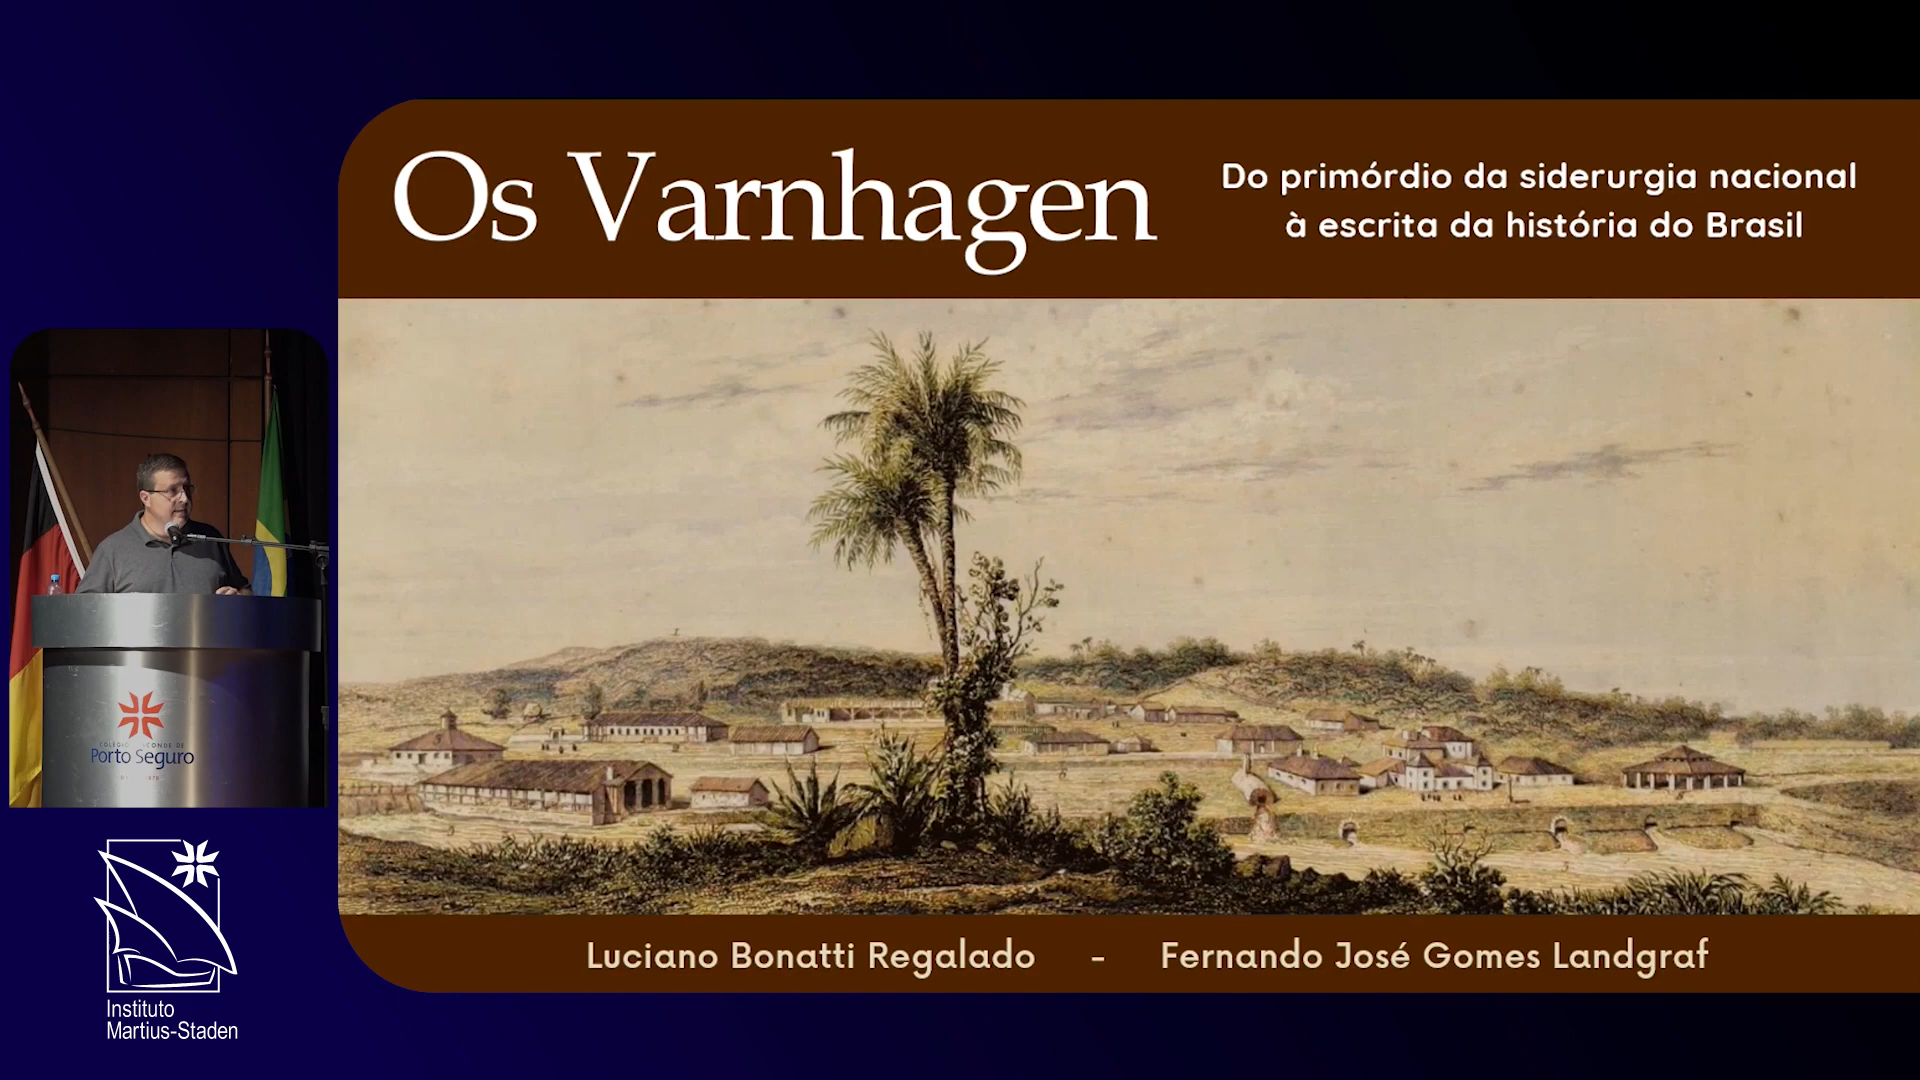 Os Varnhagen
Do primórdio da siderurgia nacional
à escrita da história do Brasil
Luciano Bonatti Regalado - Fernando José Gomes Landgraf
Porto Seguro
Instituto
Martius-Staden